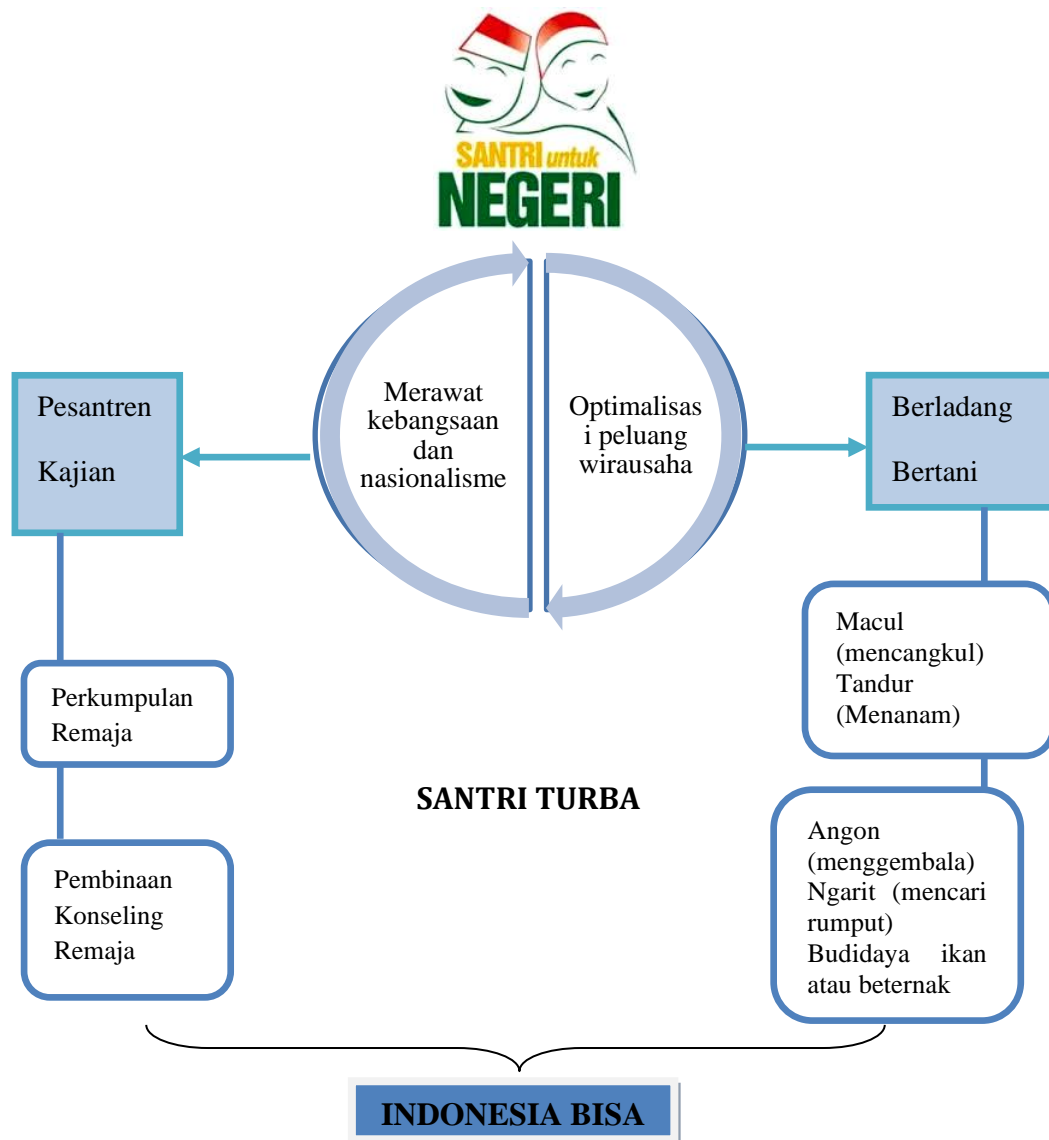 SANTRI untuk
NEGERI
Merawat
kebangsaan
dan
nasionalisme
Optimalisas
i peluang
wirausaha
Pesantren
Kajian
Berladang
Bertani
Perkumpulan
Remaja
Macul
(mencangkul)
Tandur
(Menanam)
SANTRI TURBA
Pembinaan
Konseling
Remaja
Angon
(menggembala)
Ngarit (mencari
rumput)
Budidaya ikan
atau beternak
INDONESIA BISA